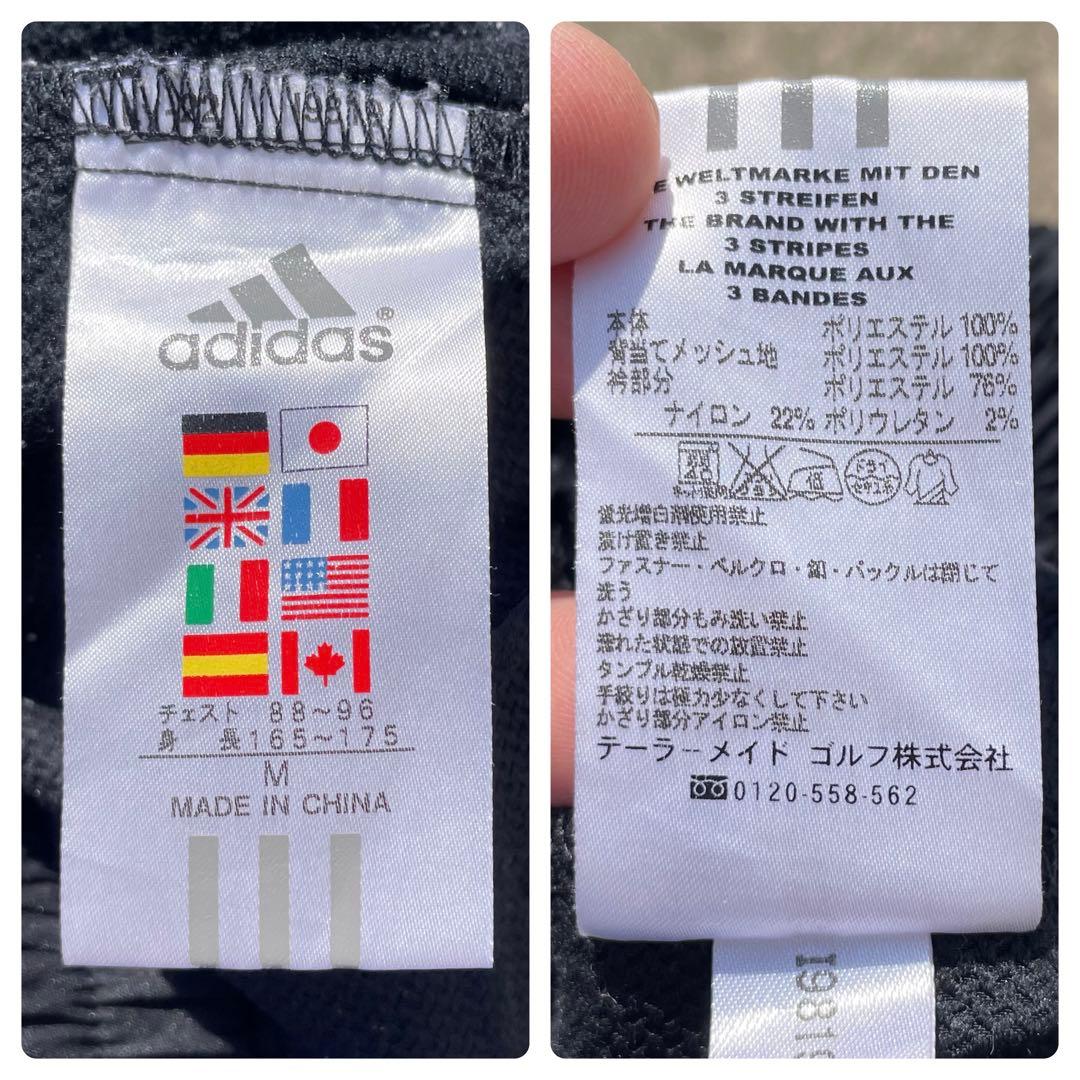 adidas®
チェスト 88~96
身 長165~175
M
MADE IN CHINA
E WELTMARKE MIT DEN
3 STREIFEN
THE BRAND WITH THE
3 STRIPES
LA MARQUE AUX
3 BANDES
本体 ポリエステル 100%
背当てメッシュ地 ポリエステル 100%
衿部分 ポリエステル 76%
ナイロン 22% ポリウレタン 2%
低
ドライ
蛍光増白剤使用禁止
漬け置き禁止
ファスナー・ベルクロ・釦・バックルは閉じて
洗う
かざり部分もみ洗い禁止
濡れた状態での放置禁止
タンブル乾燥禁止
手絞りは極力少なくして下さい
かざり部分アイロン禁止
テーラーメイド ゴルフ株式会社
0120-558-562
19819